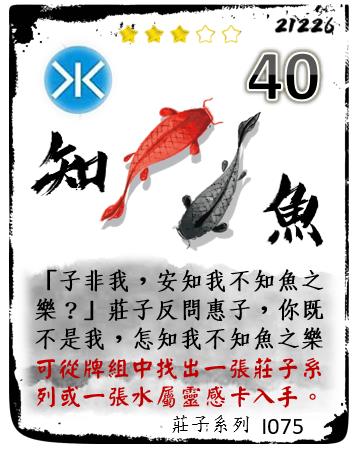 21226
40
知
魚
「子非我，安知我不知魚之
樂？」莊子反問惠子，你既
不是我，怎知我不知魚之樂
可從牌組中找出一張莊子系
列或一張水屬靈感卡入手。
莊子系列 I075